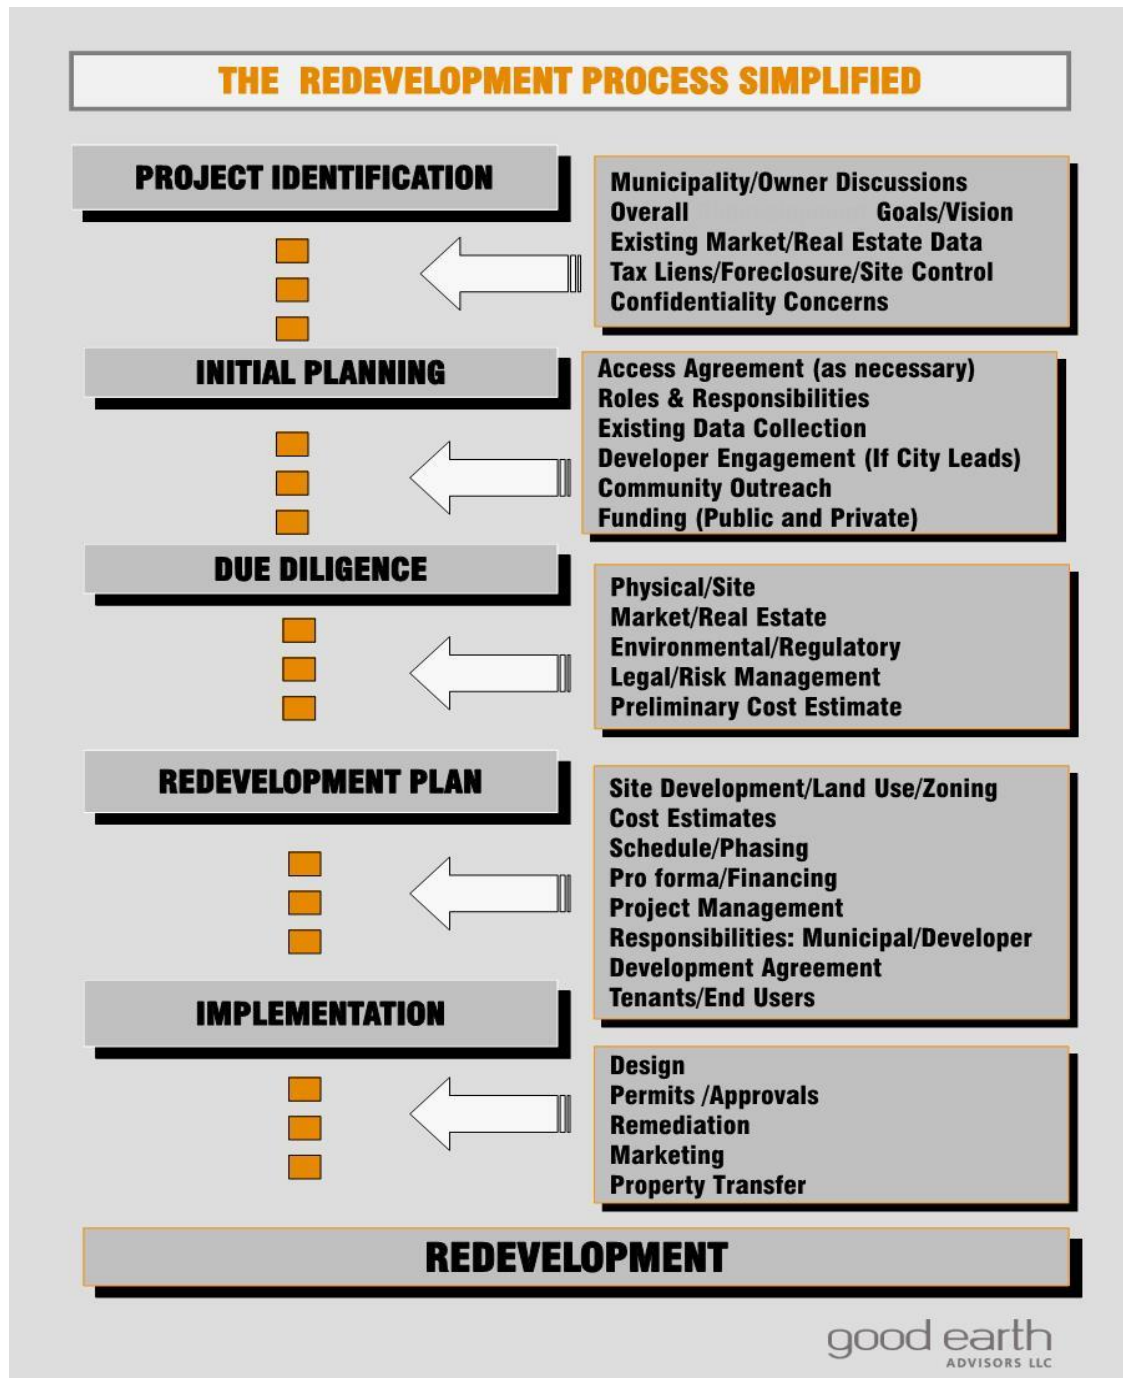 THE REDEVELOPMENT PROCESS SIMPLIFIED
PROJECT IDENTIFICATION
Municipality/Owner Discussions
Overall Goals/Vision
Existing Market/Real Estate Data
Tax Liens/Foreclosure/Site Control
Confidentiality Concerns
INITIAL PLANNING
Access Agreement (as necessary)
Roles & Responsibilities
Existing Data Collection
Developer Engagement (If City Leads)
Community Outreach
Funding (Public and Private)
DUE DILIGENCE
Physical/Site
Market/Real Estate
Environmental/Regulatory
Legal/Risk Management
Preliminary Cost Estimate
REDEVELOPMENT PLAN
Site Development/Land Use/Zoning
Cost Estimates
Schedule/Phasing
Pro forma/Financing
Project Management
Responsibilities: Municipal/Developer
Development Agreement
Tenants/End Users
IMPLEMENTATION
Design
Permits /Approvals
Remediation
Marketing
Property Transfer
REDEVELOPMENT
good earth
ADVISORS LLC